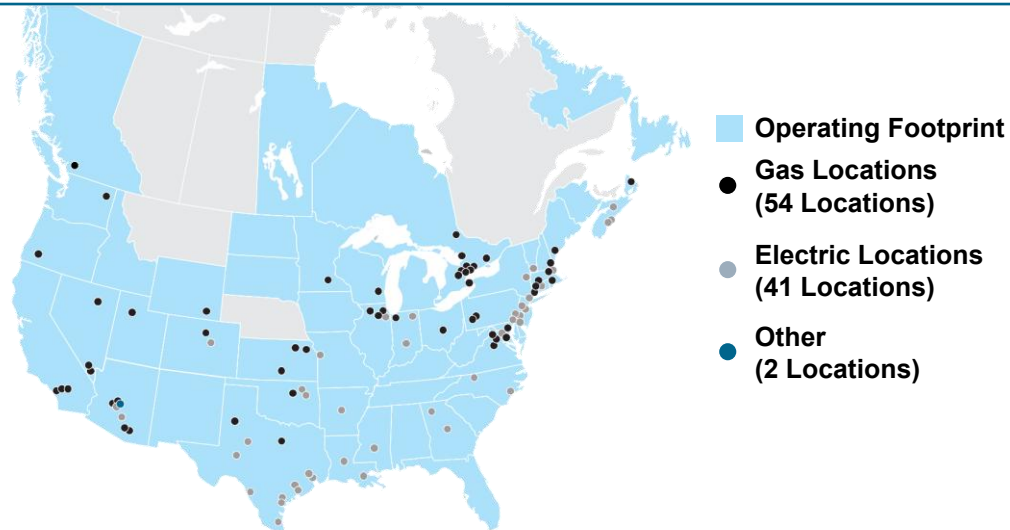 Operating Footprint
Gas Locations
(54 Locations)
Electric Locations
(41 Locations)
Other
(2 Locations)